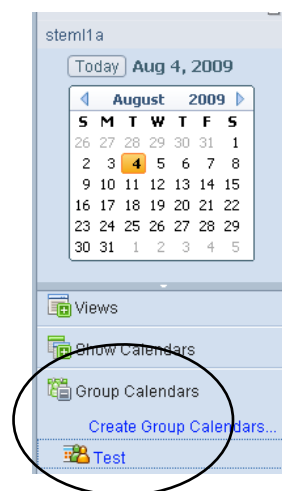 steml1a
Today Aug 4, 2009
August 2009
S M T W T F S
26 27 28 29 30 31 1
2 3 4 5 6 7 8
9 10 11 12 13 14 15
16 17 18 19 20 21 22
23 24 25 26 27 28 29
30 31 1 2 3 4 5
Views
Show Calendars
Group Calendars
Create Group Calendars...
Test